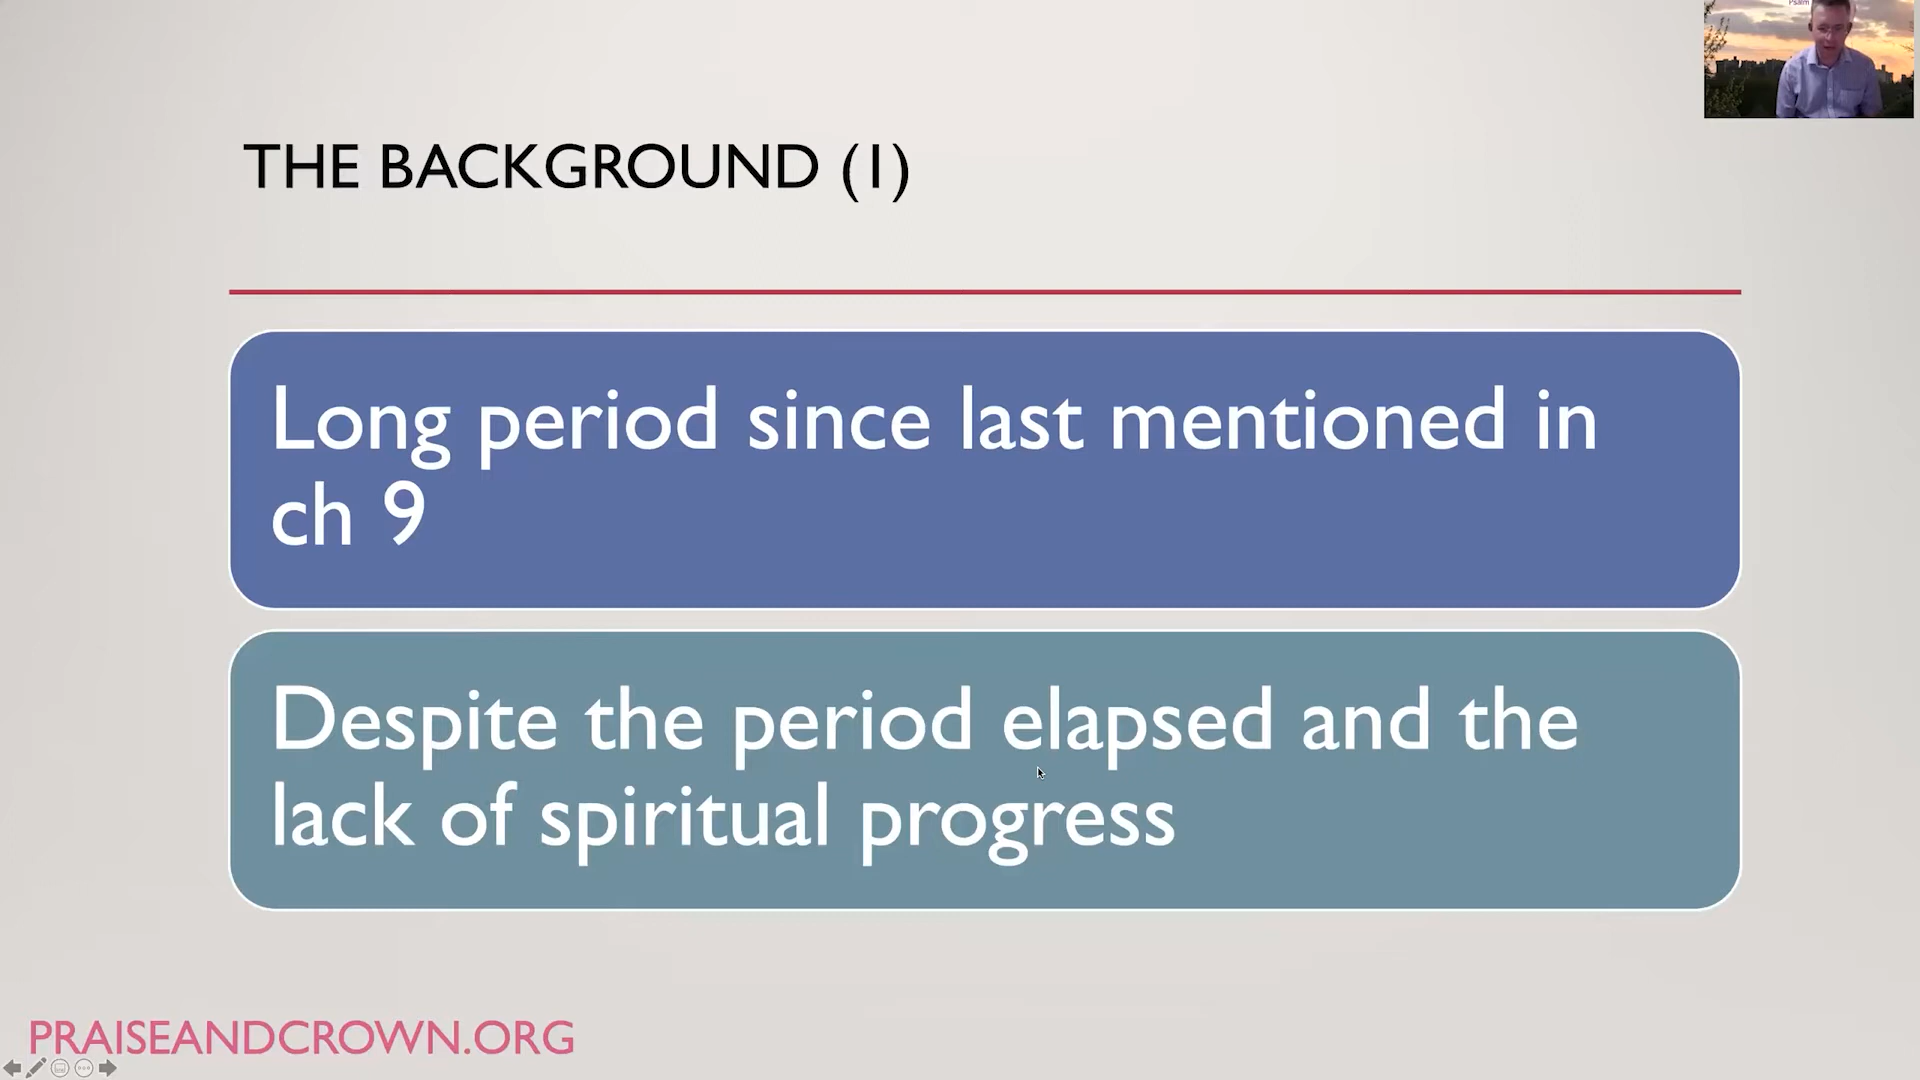 Psalm
THE BACKGROUND (1)
Long period since last mentioned in
ch 9
Despite the period elapsed and the
lack of spiritual progress
PRAISEANDCROWN.ORG